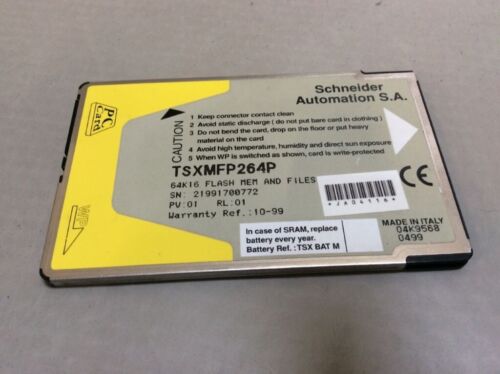 Schneider
Automation S.A.
PC
Card
CAUTION
1 Keep connector contact clean
2 Avoid static discharge ( do not put bare card in clothing )
3 Do not bend the card, drop on the floor or put heavy
material on the card
4 Avoid high temperature, humidity and direct sun exposure
5 When WP is switched as shown, card is write-protected
WP
TSXMFP264P
64K16 FLASH MEM AND FILES
SN: 21991700772
PV:01 RL:01
Warranty Ref.:10-99
*JA04116*
In case of SRAM, replace
battery every year.
Battery Ref.:TSX BAT M
MADE IN ITALY
04K9568
0499